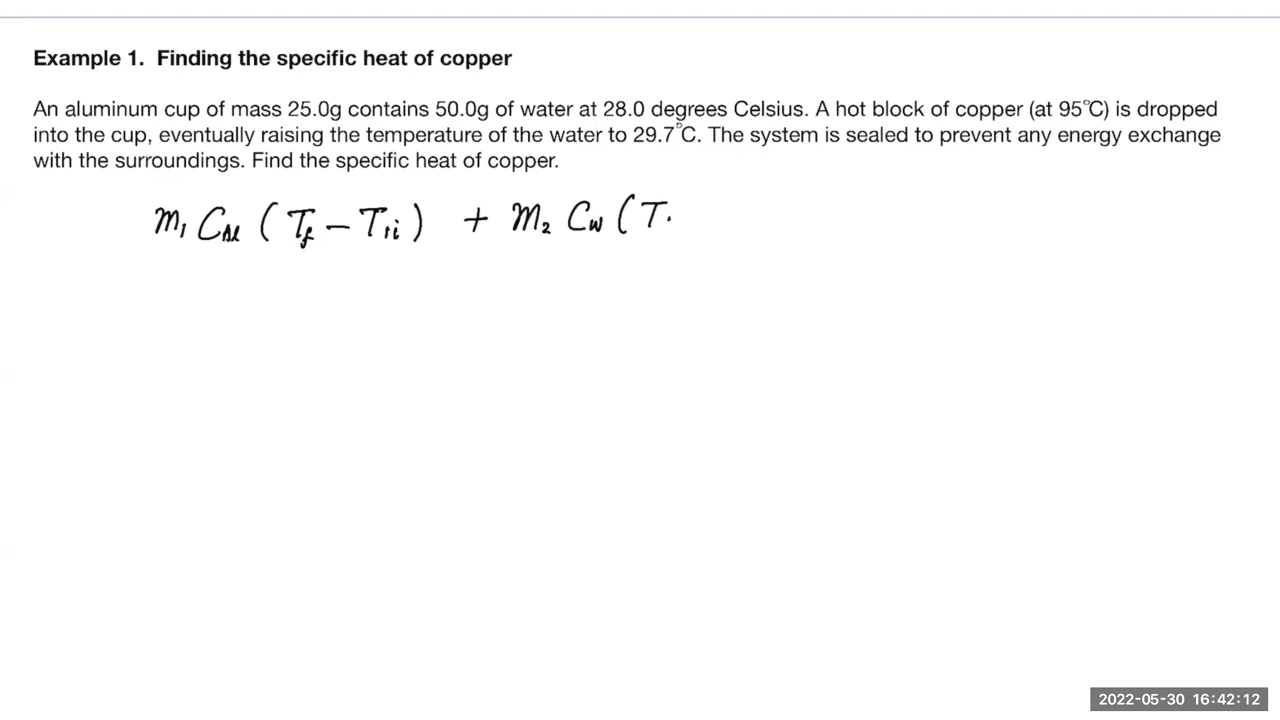 Example 1. Finding the specific heat of copper
An aluminum cup of mass 25.0g contains 50.0g of water at 28.0 degrees Celsius. A hot block of copper (at 95°C) is dropped
into the cup, eventually raising the temperature of the water to 29.7°C. The system is sealed to prevent any energy exchange
with the surroundings. Find the specific heat of copper.
m₁ C_Al ( T_f − T₁ᵢ ) + m₂ C_w ( T.
2022-05-30 16:42:12